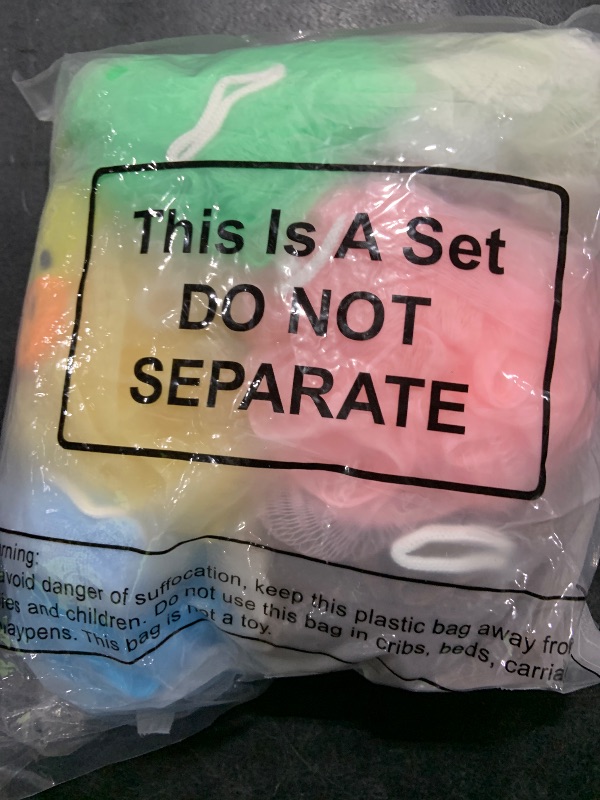 This Is A Set
DO NOT
SEPARATE
arning:
avoid danger of suffocation, keep this plastic bag away fro
ies and children. Do not use this bag in cribs, beds, carria
laypens. This bag is not a toy.